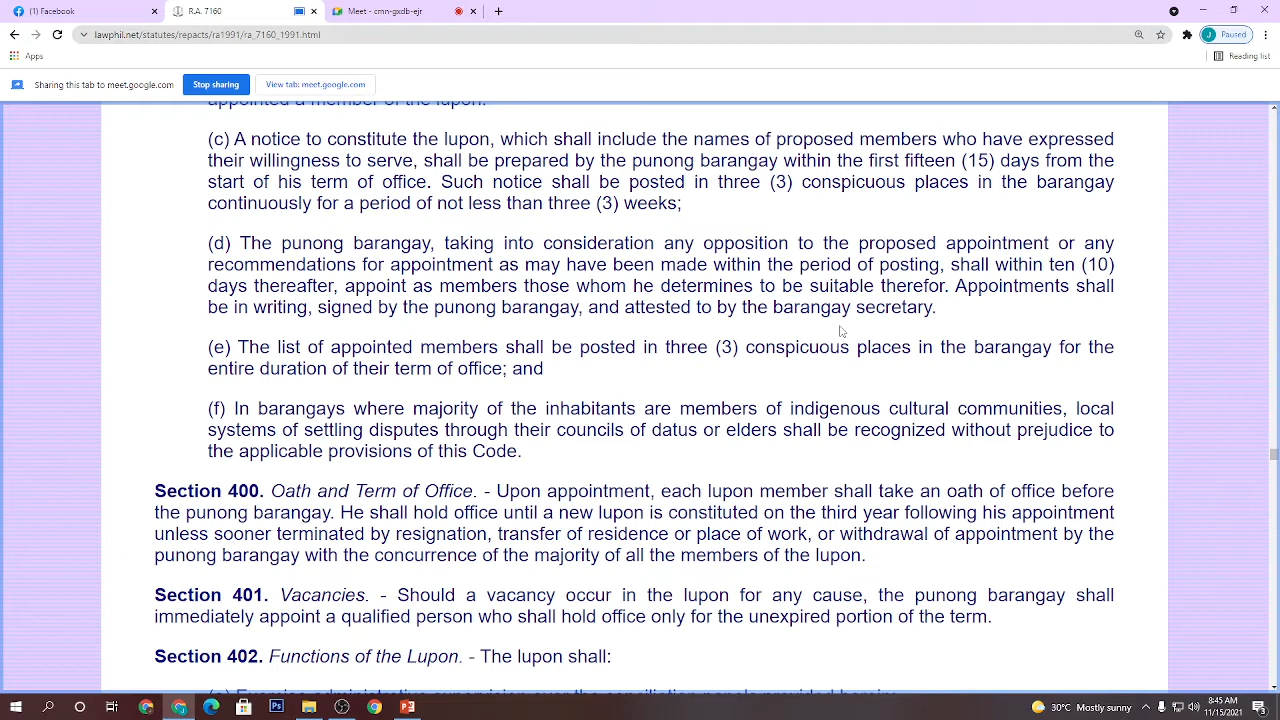 (1) Facebook
R.A. 7160
Meet - cmn-gxdb-ejr
lawphil.net/statutes/repacts/ra1991/ra_7160_1991.html
J Paused
Apps
Reading list
Sharing this tab to meet.google.com
Stop sharing
View tab: meet.google.com
appointed a member of the lupon.
(c) A notice to constitute the lupon, which shall include the names of proposed members who have expressed
their willingness to serve, shall be prepared by the punong barangay within the first fifteen (15) days from the
start of his term of office. Such notice shall be posted in three (3) conspicuous places in the barangay
continuously for a period of not less than three (3) weeks;
(d) The punong barangay, taking into consideration any opposition to the proposed appointment or any
recommendations for appointment as may have been made within the period of posting, shall within ten (10)
days thereafter, appoint as members those whom he determines to be suitable therefor. Appointments shall
be in writing, signed by the punong barangay, and attested to by the barangay secretary.
(e) The list of appointed members shall be posted in three (3) conspicuous places in the barangay for the
entire duration of their term of office; and
(f) In barangays where majority of the inhabitants are members of indigenous cultural communities, local
systems of settling disputes through their councils of datus or elders shall be recognized without prejudice to
the applicable provisions of this Code.
Section 400. Oath and Term of Office. - Upon appointment, each lupon member shall take an oath of office before
the punong barangay. He shall hold office until a new lupon is constituted on the third year following his appointment
unless sooner terminated by resignation, transfer of residence or place of work, or withdrawal of appointment by the
punong barangay with the concurrence of the majority of all the members of the lupon.
Section 401. Vacancies. - Should a vacancy occur in the lupon for any cause, the punong barangay shall
immediately appoint a qualified person who shall hold office only for the unexpired portion of the term.
Section 402. Functions of the Lupon. - The lupon shall:
(a) Exercise administrative supervision over the conciliation panels provided herein;
30°C Mostly sunny
8:45 AM
11/15/2021